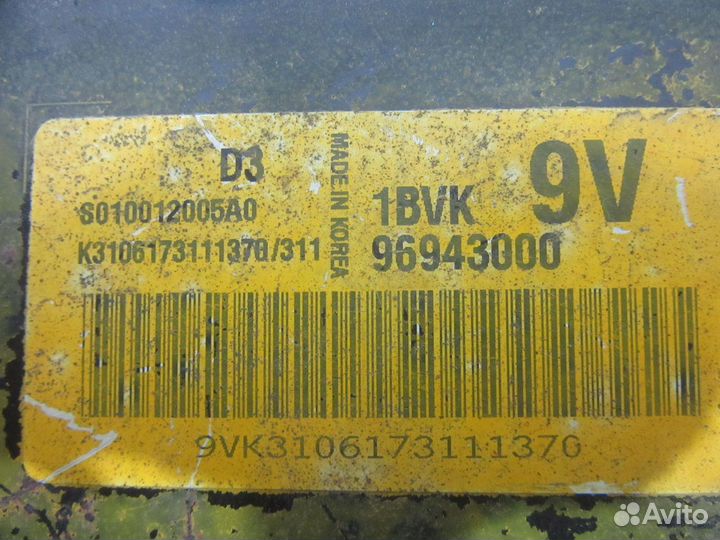 D3
S010012005A0
K3106173111370/311
MADE IN KOREA
1BVK
9V
96943000
9VK3106173111370
Avito